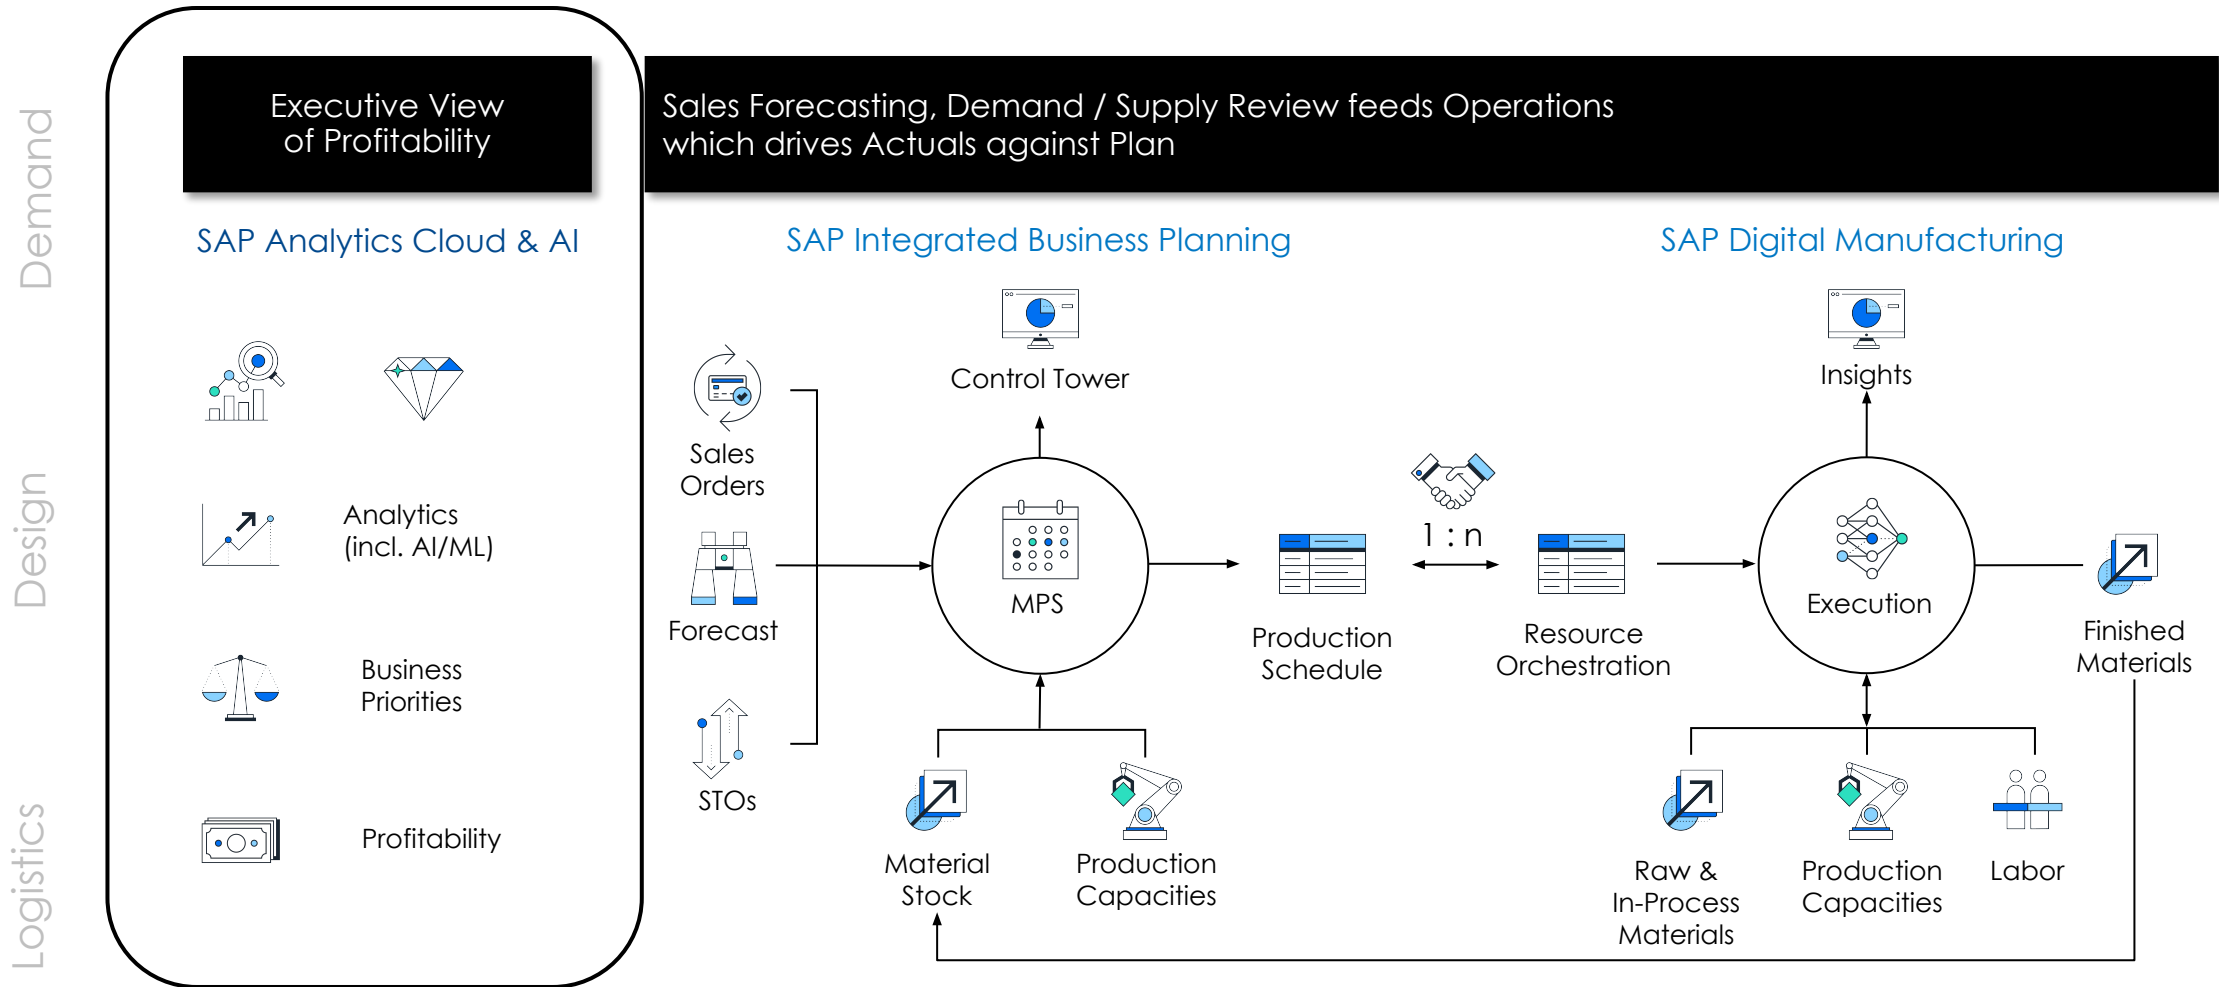 Demand
Design
Logistics
Executive View
of Profitability
SAP Analytics Cloud & AI
Analytics
(incl. AI/ML)
Business
Priorities
Profitability
Sales Forecasting, Demand / Supply Review feeds Operations
which drives Actuals against Plan
SAP Integrated Business Planning
SAP Digital Manufacturing
Sales
Orders
Forecast
STOs
Control Tower
MPS
Material
Stock
Production
Capacities
Production
Schedule
1 : n
Resource
Orchestration
Insights
Execution
Finished
Materials
Raw &
In-Process
Materials
Production
Capacities
Labor